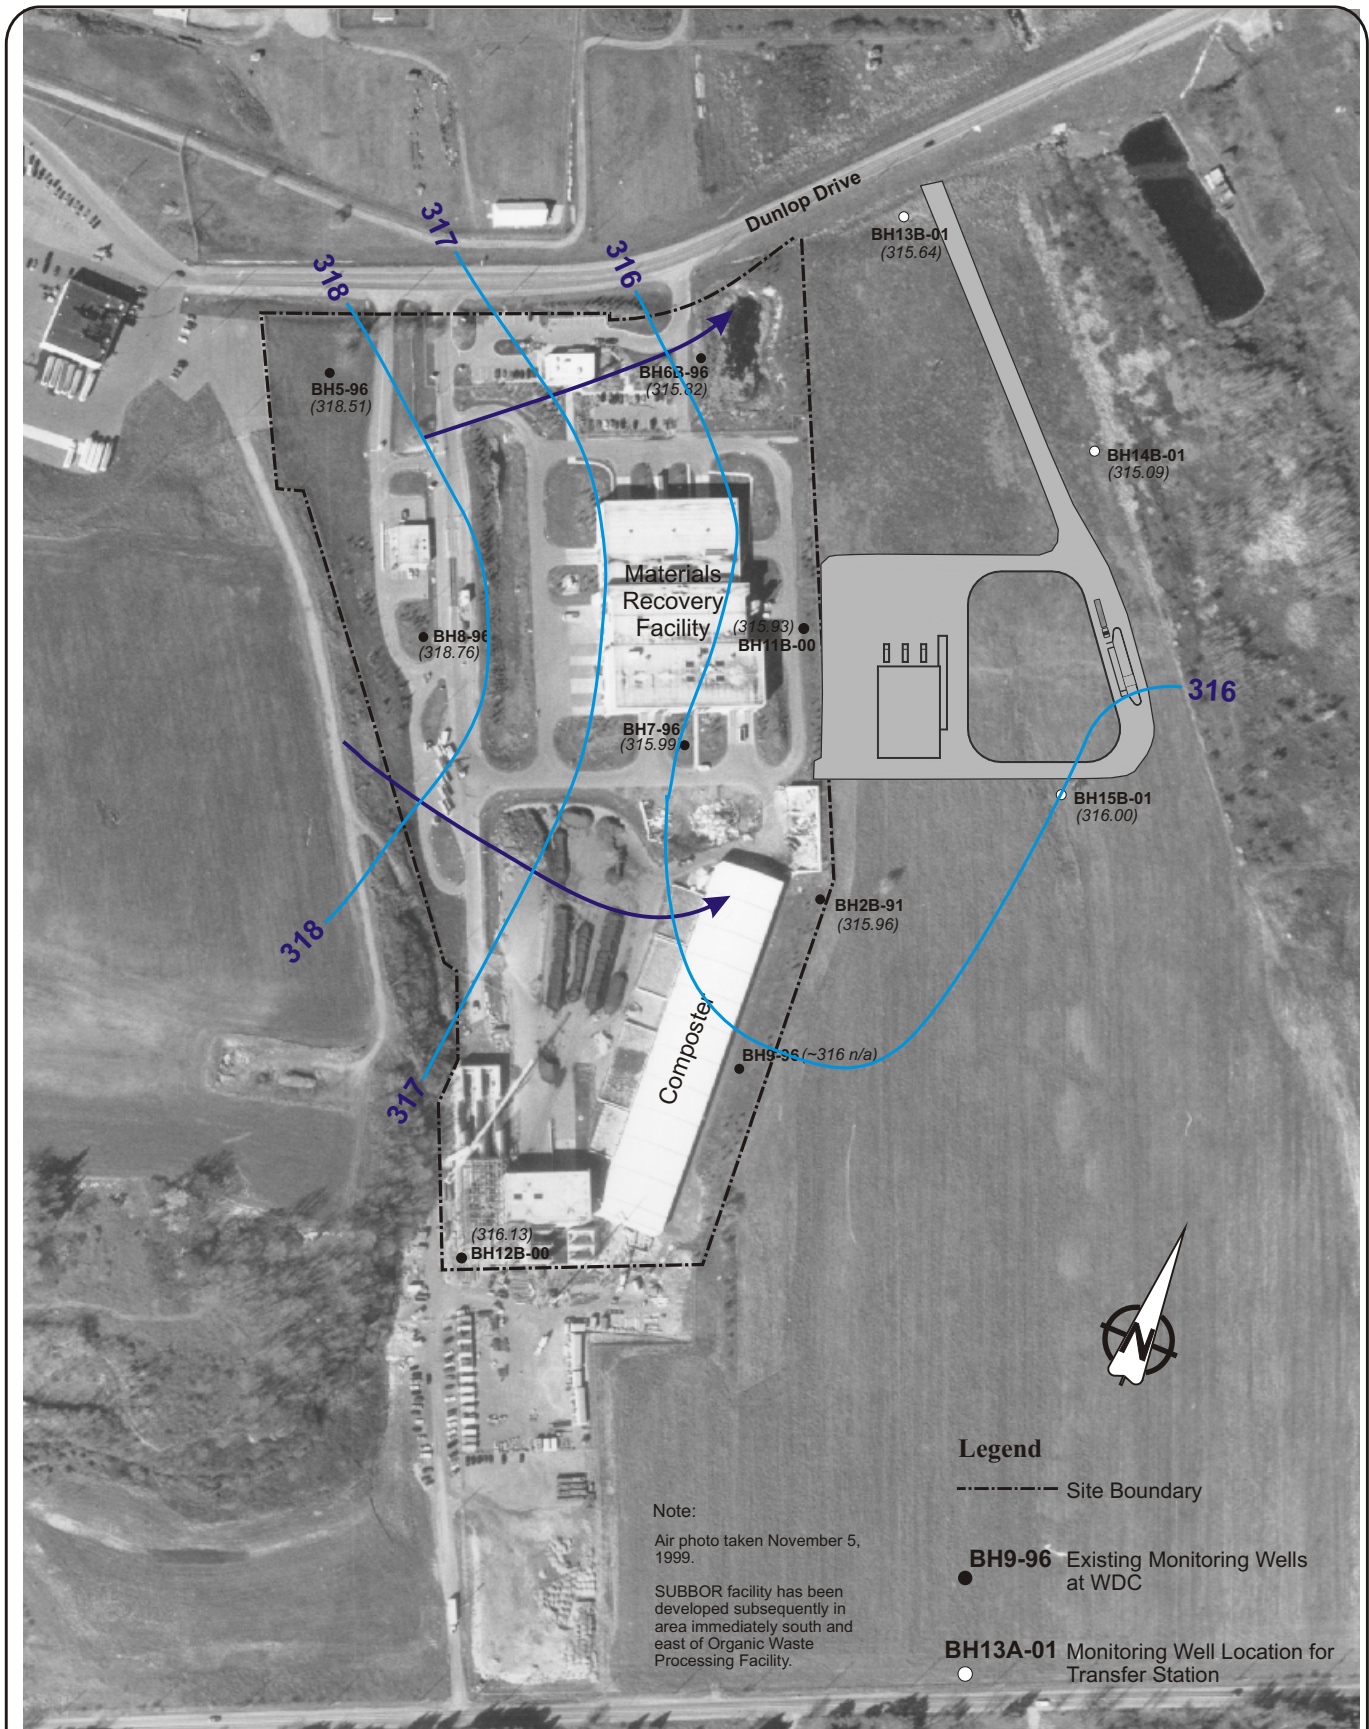 Dunlop Drive
317
318
316
BH13B-01
(315.64)
BH5-96
(318.51)
BH6B-96
(315.82)
BH14B-01
(315.09)
Materials
Recovery
Facility
(315.93)
BH11B-00
BH8-96
(318.76)
316
BH7-96
(315.99)
BH15B-01
(316.00)
BH2B-91
(315.96)
318
Composter
BH9-96 (~316 n/a)
317
(316.13)
BH12B-00
N
Legend
Site Boundary
BH9-96 Existing Monitoring Wells
at WDC
BH13A-01 Monitoring Well Location for
Transfer Station
Note:
Air photo taken November 5,
1999.
SUBBOR facility has been
developed subsequently in
area immediately south and
east of Organic Waste
Processing Facility.